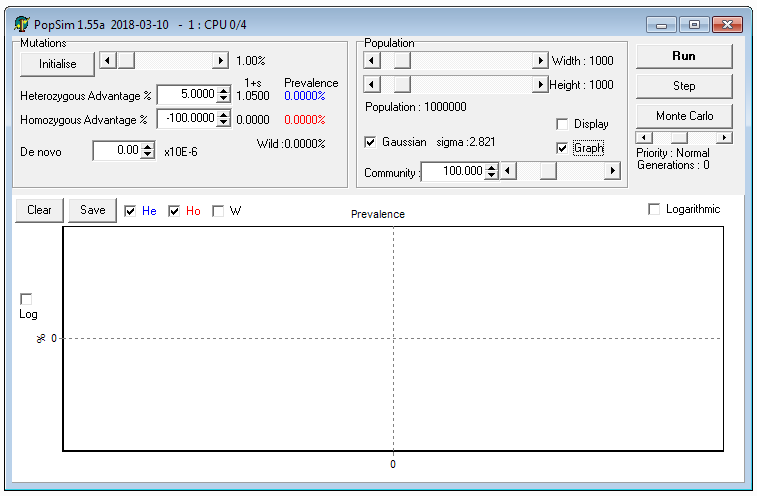 PopSim 1.55a 2018-03-10 - 1 : CPU 0/4
Mutations
Initialise
1.00%
1+s
Prevalence
Heterozygous Advantage %
5.0000
1.0500
0.0000%
Homozygous Advantage %
-100.0000
0.0000
0.0000%
Wild :0.0000%
De novo
0.00
x10E-6
Population
Width : 1000
Height : 1000
Population : 1000000
Display
Gaussian sigma :2.821
Graph
Community :
100.000
Run
Step
Monte Carlo
Priority : Normal
Generations : 0
Clear
Save
He
Ho
W
Prevalence
Logarithmic
Log
%
0
0